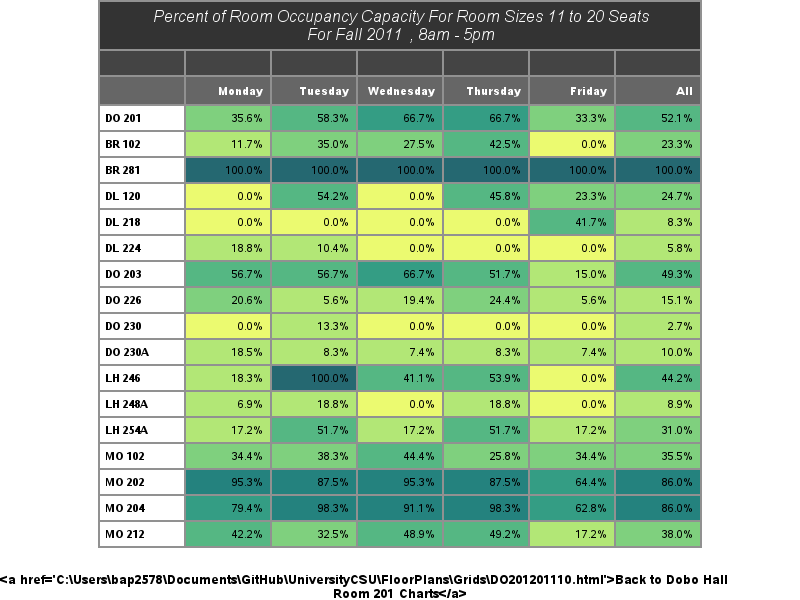 Percent of Room Occupancy Capacity For Room Sizes 11 to 20 Seats
For Fall 2011 , 8am - 5pm
Monday Tuesday Wednesday Thursday Friday All
DO 201 35.6% 58.3% 66.7% 66.7% 33.3% 52.1%
BR 102 11.7% 35.0% 27.5% 42.5% 0.0% 23.3%
BR 281 100.0% 100.0% 100.0% 100.0% 100.0% 100.0%
DL 120 0.0% 54.2% 0.0% 45.8% 23.3% 24.7%
DL 218 0.0% 0.0% 0.0% 0.0% 41.7% 8.3%
DL 224 18.8% 10.4% 0.0% 0.0% 0.0% 5.8%
DO 203 56.7% 56.7% 66.7% 51.7% 15.0% 49.3%
DO 226 20.6% 5.6% 19.4% 24.4% 5.6% 15.1%
DO 230 0.0% 13.3% 0.0% 0.0% 0.0% 2.7%
DO 230A 18.5% 8.3% 7.4% 8.3% 7.4% 10.0%
LH 246 18.3% 100.0% 41.1% 53.9% 0.0% 44.2%
LH 248A 6.9% 18.8% 0.0% 18.8% 0.0% 8.9%
LH 254A 17.2% 51.7% 17.2% 51.7% 17.2% 31.0%
MO 102 34.4% 38.3% 44.4% 25.8% 34.4% 35.5%
MO 202 95.3% 87.5% 95.3% 87.5% 64.4% 86.0%
MO 204 79.4% 98.3% 91.1% 98.3% 62.8% 86.0%
MO 212 42.2% 32.5% 48.9% 49.2% 17.2% 38.0%
<a href='C:\Users\bap2578\Documents\GitHub\UniversityCSU\FloorPlans\Grids\DO201201110.html'>Back to Dobo Hall
Room 201 Charts</a>